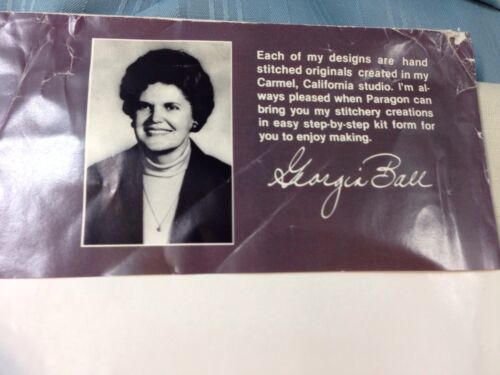 Each of my designs are hand
stitched originals created in my
Carmel, California studio. I'm al-
ways pleased when Paragon can
bring you my stitchery creations
in easy step-by-step kit form for
you to enjoy making.
Georgia Ball